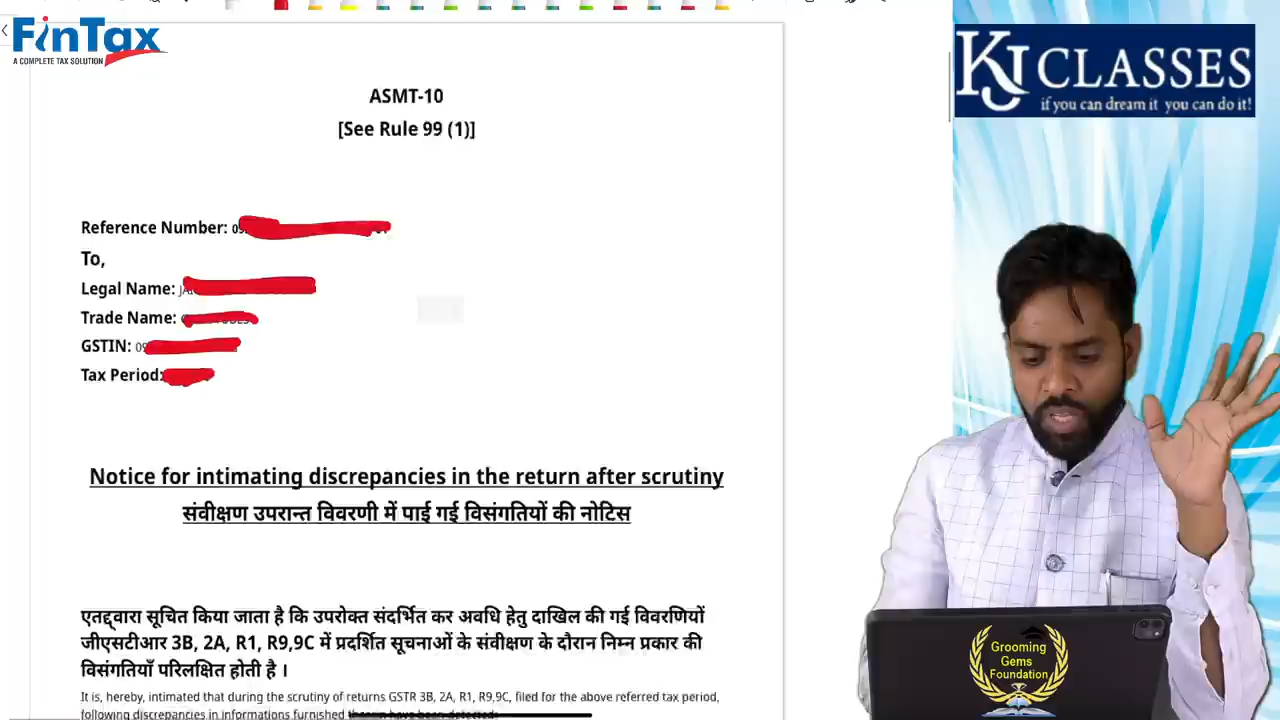 FinTax
A COMPLETE TAX SOLUTION
KJ CLASSES
if you can dream it you can do it!
ASMT-10
[See Rule 99 (1)]
Reference Number:
To,
Legal Name:
Trade Name:
GSTIN: 09
Tax Period:
Notice for intimating discrepancies in the return after scrutiny
संवीक्षण उपरान्त विवरणी में पाई गई विसंगतियों की नोटिस
एतद्द्वारा सूचित किया जाता है कि उपरोक्त संदर्भित कर अवधि हेतु दाखिल की गई विवरणियों
जीएसटीआर 3B, 2A, R1, R9,9C में प्रदर्शित सूचनाओं के संवीक्षण के दौरान निम्न प्रकार की
विसंगतियाँ परिलक्षित होती है ।
It is, hereby, intimated that during the scrutiny of returns GSTR 3B, 2A, R1, R9,9C, filed for the above referred tax period,
following discrepancies in informations furnished therein have been detected:
Grooming
Gems
Foundation